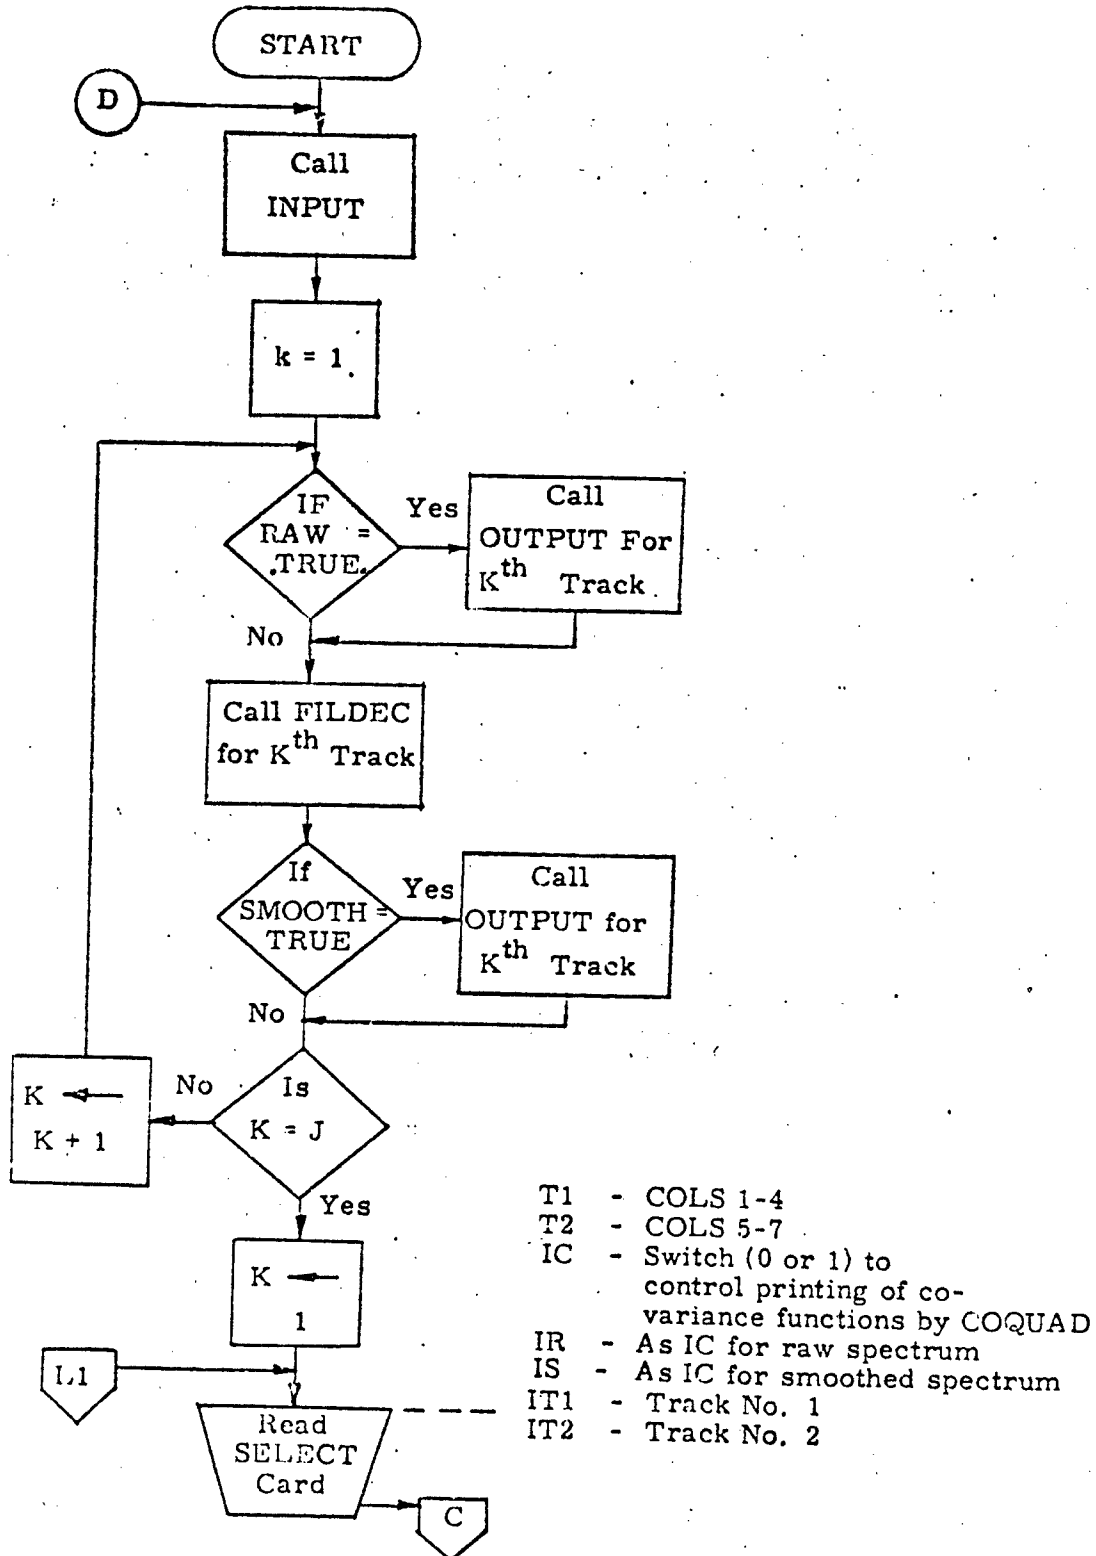 START
D
Call
INPUT
k = 1
IF
RAW =
.TRUE.
Yes
Call
OUTPUT For
K^th Track
No
Call FILDEC
for K^th Track
If
SMOOTH =
TRUE
Yes
Call
OUTPUT for
K^th Track
No
Is
K = J
No
K ←
K + 1
Yes
K ←
1
L1
Read
SELECT
Card
C
T1 - COLS 1-4
T2 - COLS 5-7
IC - Switch (0 or 1) to
control printing of co-
variance functions by COQUAD
IR - As IC for raw spectrum
IS - As IC for smoothed spectrum
IT1 - Track No. 1
IT2 - Track No. 2